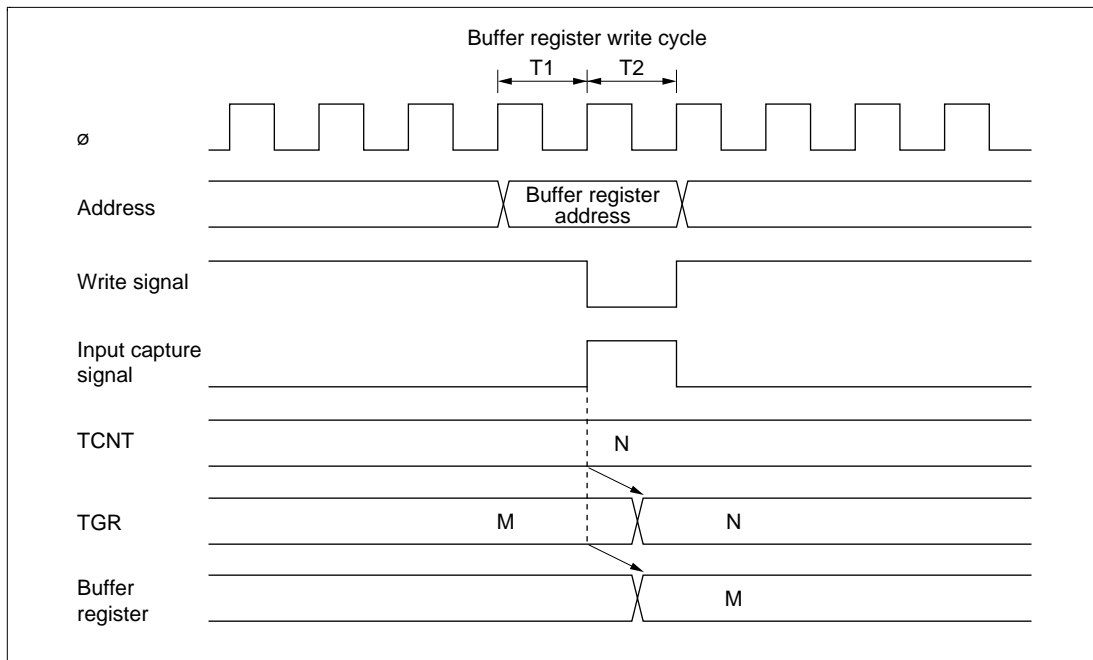 Buffer register write cycle
T1 T2
ø
Address
Buffer register
address
Write signal
Input capture
signal
TCNT
N
TGR
M N
Buffer
register
M